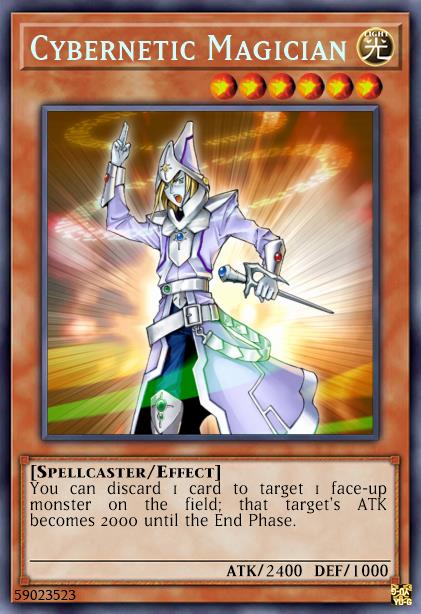 CYBERNETIC MAGICIAN
LIGHT
光
[SPELLCASTER/EFFECT]
You can discard 1 card to target 1 face-up
monster on the field; that target's ATK
becomes 2000 until the End Phase.
ATK/2400 DEF/1000
59023523